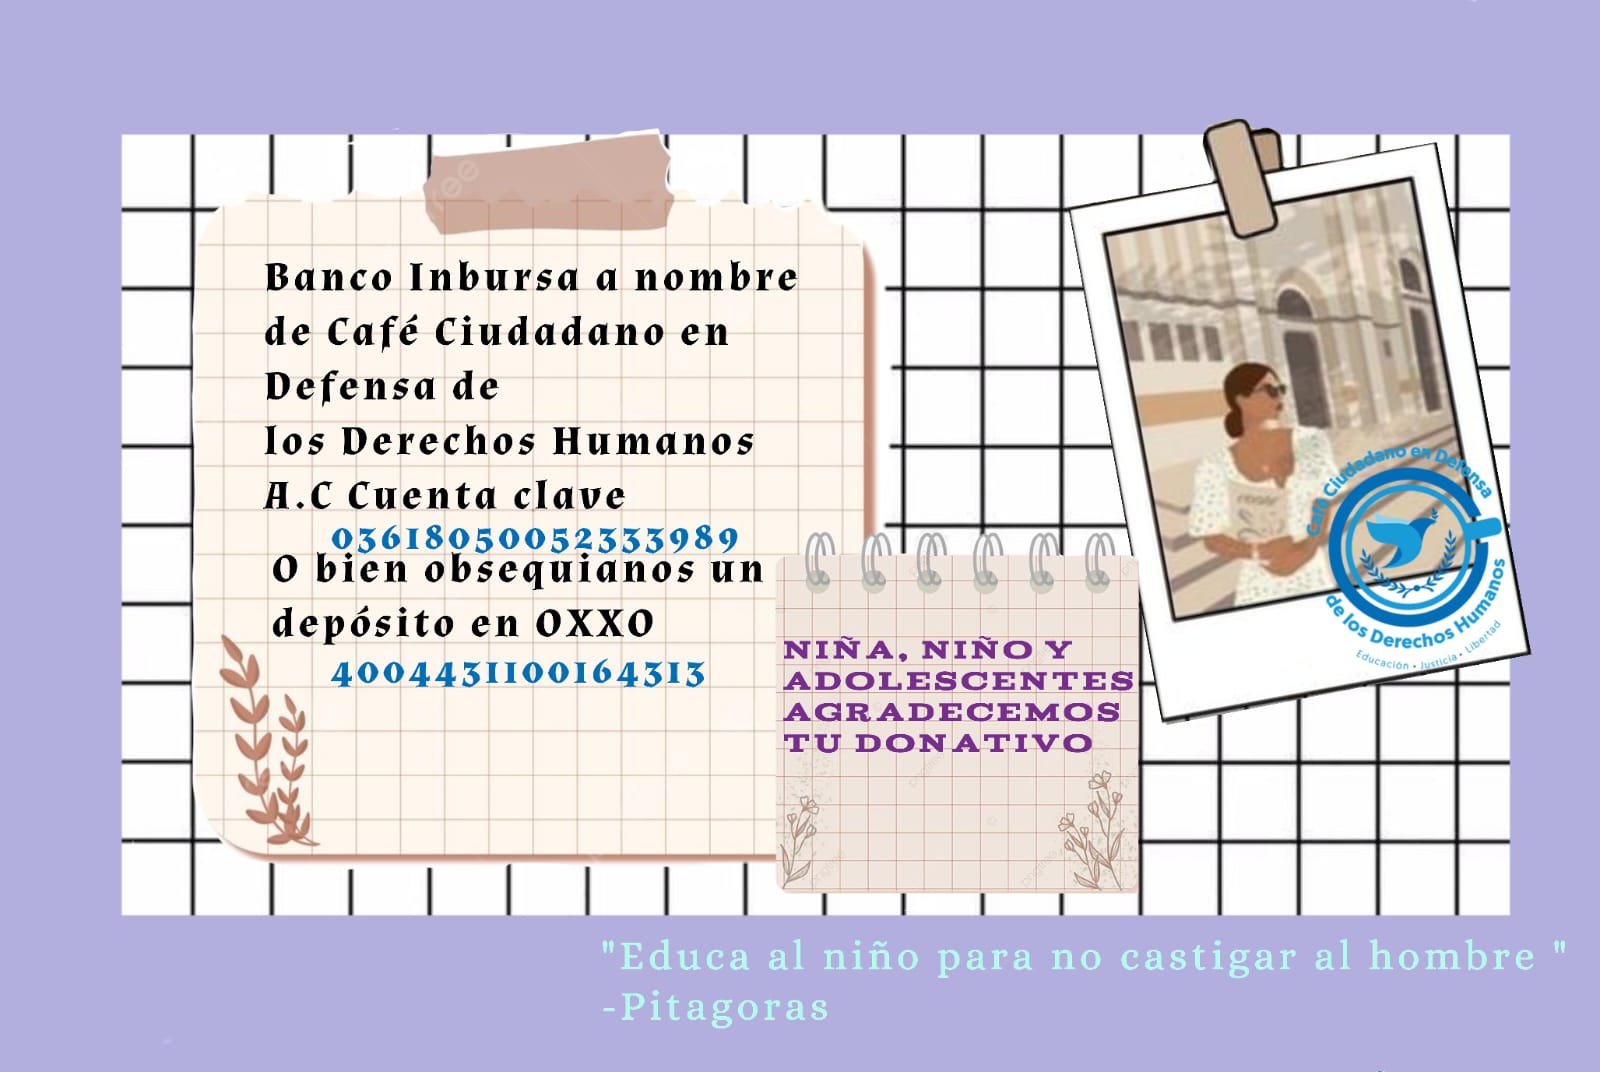 Banco Inbursa a nombre
de Café Ciudadano en
Defensa de
los Derechos Humanos
A.C Cuenta clave
03618050052333989
O bien obsequianos un
depósito en OXXO
4004431100164313
NIÑA, NIÑO Y
ADOLESCENTES
AGRADECEMOS
TU DONATIVO
Café Ciudadano en Defensa
de los Derechos Humanos
Educación • Justicia • Libertad
"Educa al niño para no castigar al hombre "
-Pitagoras